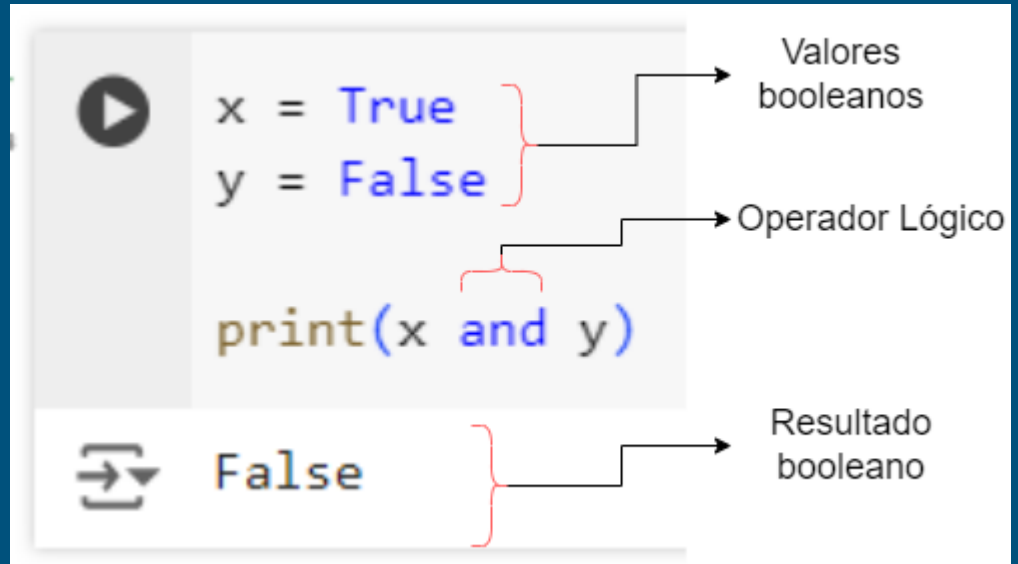 x = True
y = False
print(x and y)
False
Valores
booleanos
Operador Lógico
Resultado
booleano